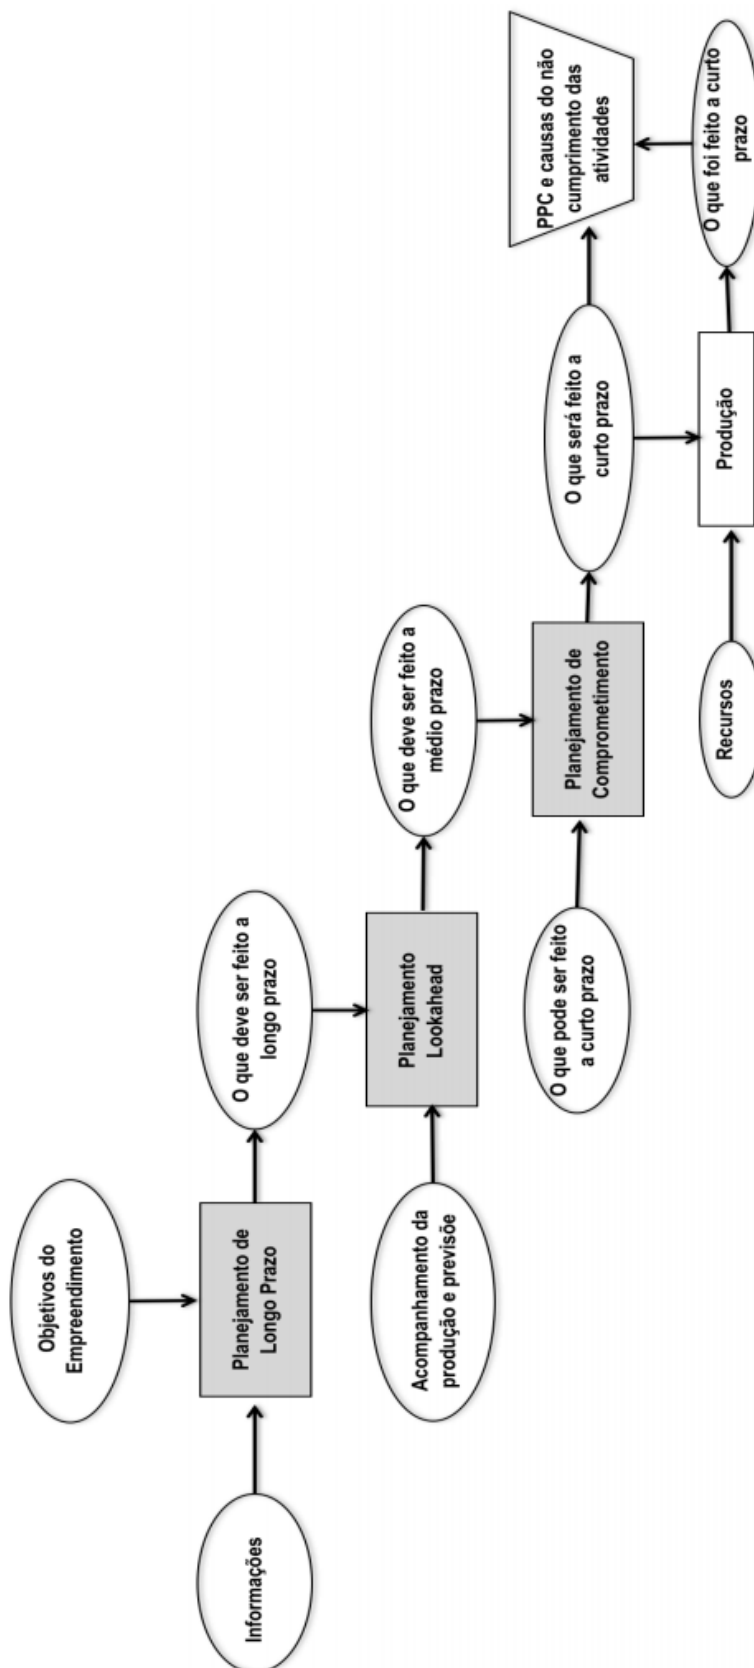 Objetivos do
Empreendimento
Informações
Planejamento de
Longo Prazo
O que deve ser feito a
longo prazo
Acompanhamento da
produção e previsõe
Planejamento
Lookahead
O que deve ser feito a
médio prazo
O que pode ser feito
a curto prazo
Planejamento de
Comprometimento
O que será feito a
curto prazo
PPC e causas do não
cumprimento das
atividades
Recursos
Produção
O que foi feito a curto
prazo